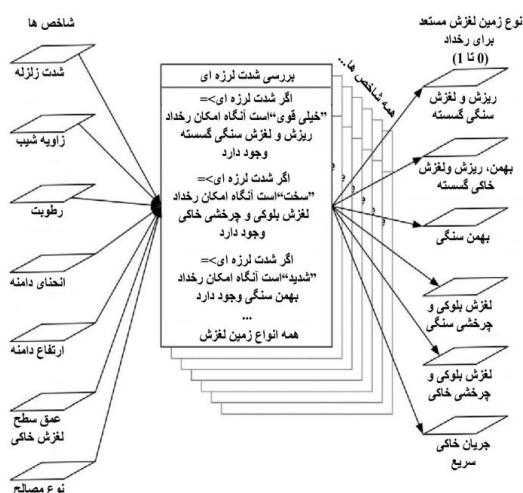 شاخص ها
شدت زلزله
زاویه شیب
رطوبت
انحنای دامنه
ارتفاع دامنه
عمق سطح
لغزش خاکی
نوع مصالح
بررسی شدت لرزه ای
اگر شدت لرزه ای>=
”خیلی قوی“است آنگاه امکان رخداد
ریزش و لغزش سنگی گسسته
وجود دارد
اگر شدت لرزه ای>=
”سخت“است آنگاه امکان رخداد
لغزش بلوکی و چرخشی خاکی
وجود دارد
اگر شدت لرزه ای>=
”شدید“است آنگاه امکان رخداد
بهمن سنگی وجود دارد
...
همه انواع زمین لغزش
همه شاخص ها...
نوع زمین لغزش مستعد
برای رخداد
(0 تا 1)
ریزش و لغزش
سنگی گسسته
بهمن، ریزش ولغزش
خاکی گسسته
بهمن سنگی
لغزش بلوکی و
چرخشی سنگی
لغزش بلوکی و
چرخشی خاکی
جریان خاکی
سریع